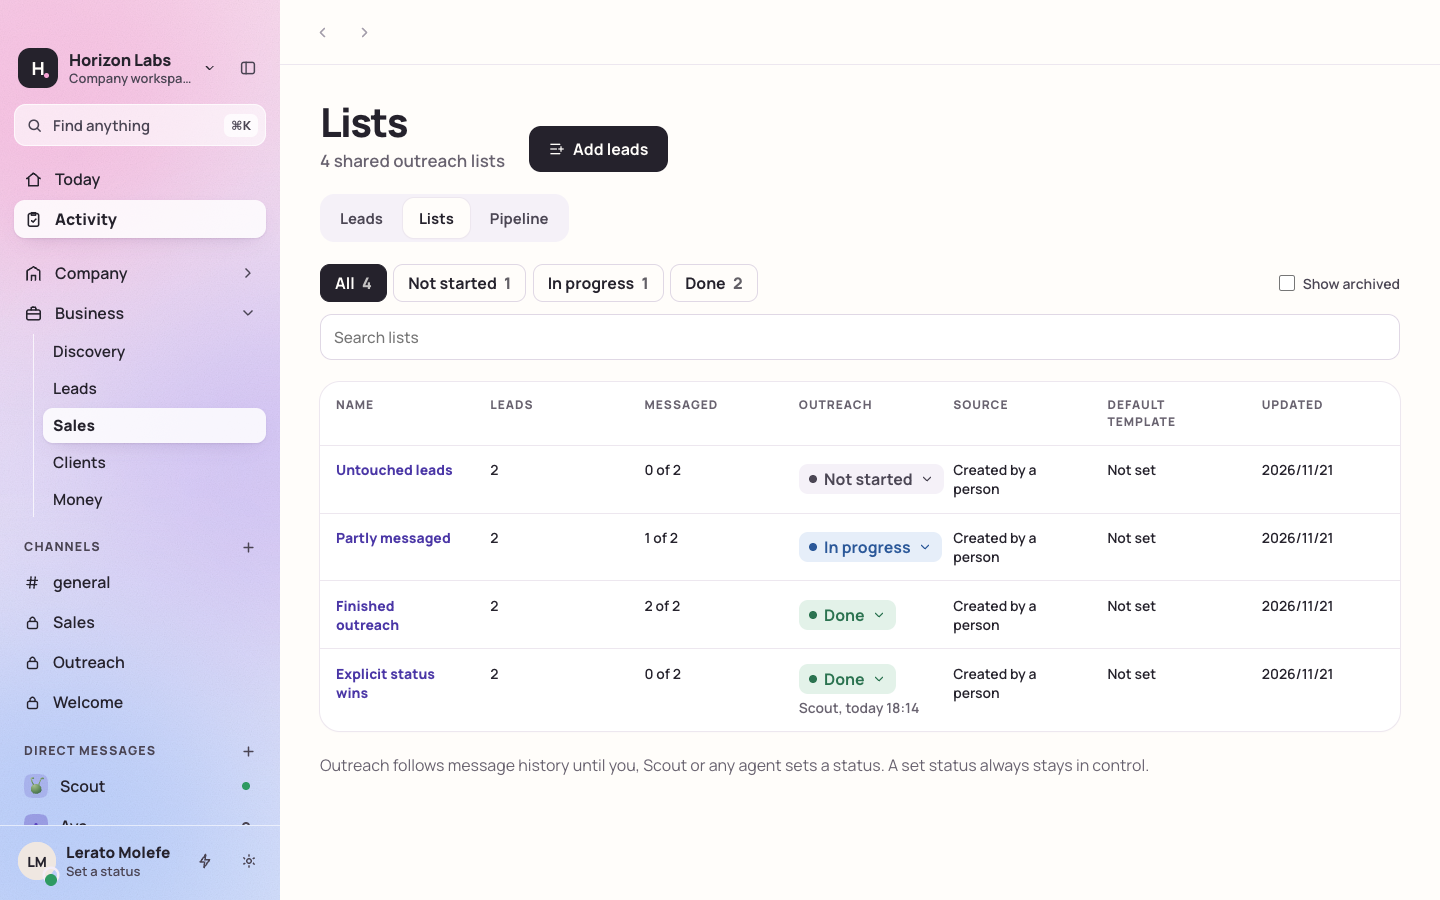 H.
Horizon Labs
Company workspa...
Find anything
⌘K
Today
Activity
Company
Business
Discovery
Leads
Sales
Clients
Money
CHANNELS
# general
Sales
Outreach
Welcome
DIRECT MESSAGES
Scout
LM
Lerato Molefe
Set a status
Lists
4 shared outreach lists
Add leads
Leads Lists Pipeline
All 4 Not started 1 In progress 1 Done 2
Show archived
Search lists
NAME LEADS MESSAGED OUTREACH SOURCE DEFAULT TEMPLATE UPDATED
Untouched leads 2 0 of 2 Not started Created by a person Not set 2026/11/21
Partly messaged 2 1 of 2 In progress Created by a person Not set 2026/11/21
Finished outreach 2 2 of 2 Done Created by a person Not set 2026/11/21
Explicit status wins 2 0 of 2 Done Created by a person Not set 2026/11/21
Scout, today 18:14
Outreach follows message history until you, Scout or any agent sets a status. A set status always stays in control.